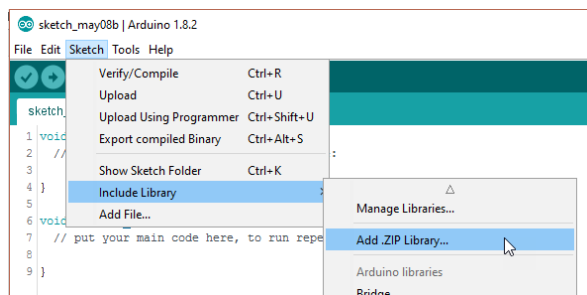 sketch_may08b | Arduino 1.8.2
File Edit Sketch Tools Help
Verify/Compile Ctrl+R
Upload Ctrl+U
Upload Using Programmer Ctrl+Shift+U
Export compiled Binary Ctrl+Alt+S
Show Sketch Folder Ctrl+K
Include Library
Add File...
Manage Libraries...
Add .ZIP Library...
Arduino libraries
Bridge
sketch_
1 void
2 // :
3
4 }
5
6 void
7 // put your main code here, to run repe
8
9 }